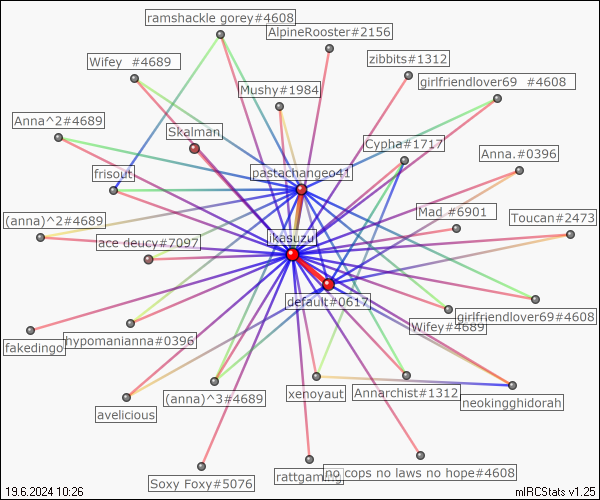 ramshackle gorey#4608
AlpineRooster#2156
Wifey #4689
zibbits#1312
girlfriendlover69 #4608
Mushy#1984
Anna^2#4689
Skalman
Cypha#1717
Anna.#0396
frisout
pastachangeo41
(anna)^2#4689
Mad #6901
Toucan#2473
ace deucy#7097
ikasuzu
default#0617
girlfriendlover69#4608
Wifey#4689
fakedingo
hypomanianna#0396
xenoyaut
Annarchist#1312
neokingghidorah
avelicious
(anna)^3#4689
Soxy Foxy#5076
rattgaming
no cops no laws no hope#4608
19.6.2024 10:26
mIRCStats v1.25